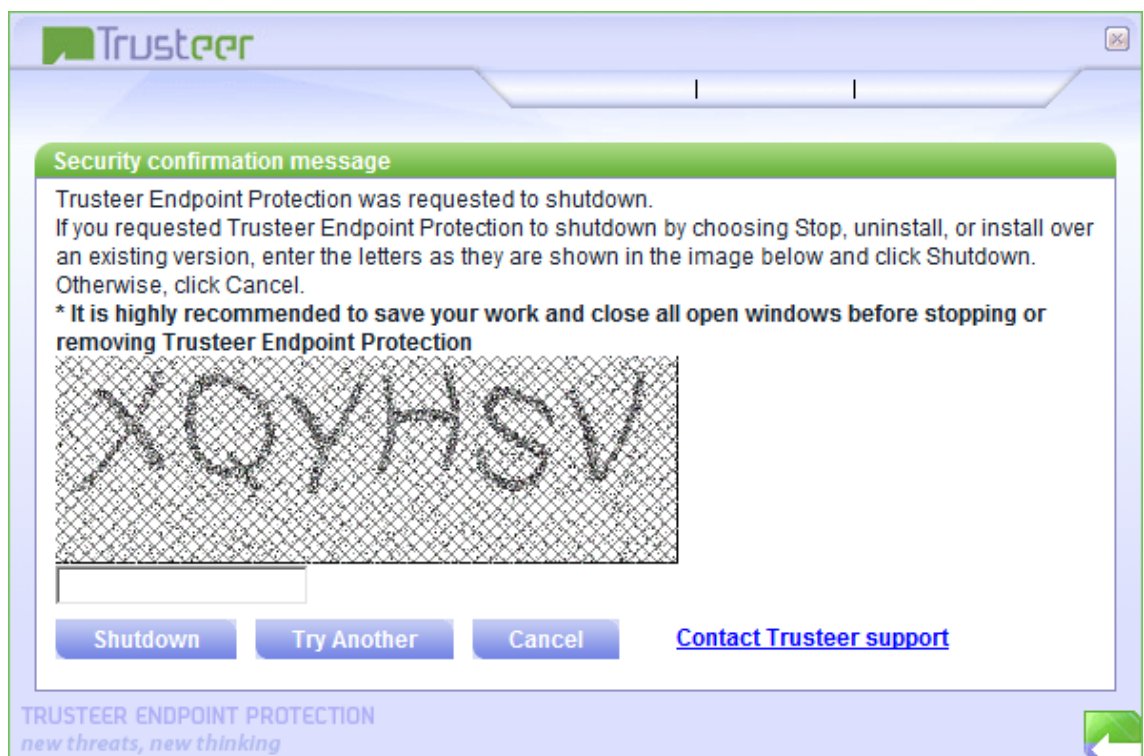 Trusteer
Security confirmation message
Trusteer Endpoint Protection was requested to shutdown.
If you requested Trusteer Endpoint Protection to shutdown by choosing Stop, uninstall, or install over
an existing version, enter the letters as they are shown in the image below and click Shutdown.
Otherwise, click Cancel.
* It is highly recommended to save your work and close all open windows before stopping or
removing Trusteer Endpoint Protection
XQYHSV
Shutdown Try Another Cancel Contact Trusteer support
TRUSTEER ENDPOINT PROTECTION
new threats, new thinking